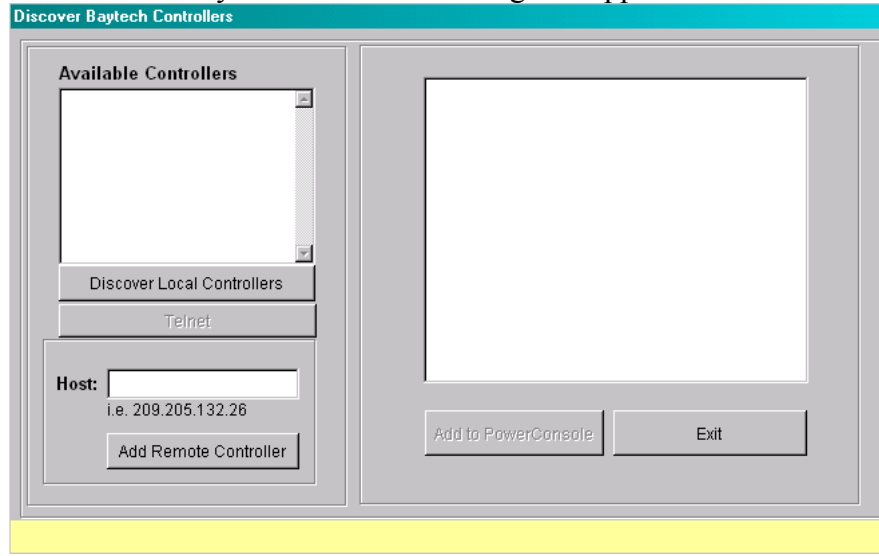 Discover Baytech Controllers
Available Controllers
Discover Local Controllers
Telnet
Host:
i.e. 209.205.132.26
Add Remote Controller
Add to PowerConsole
Exit